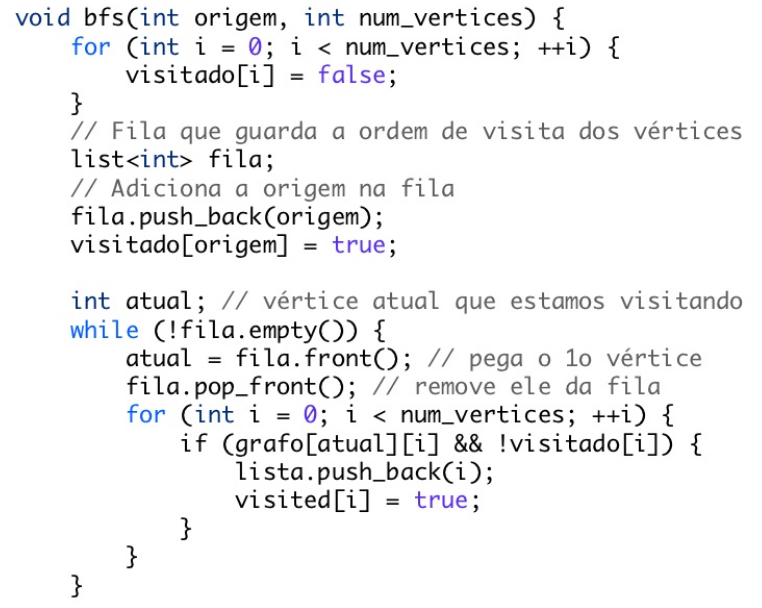 void bfs(int origem, int num_vertices) {
    for (int i = 0; i < num_vertices; ++i) {
        visitado[i] = false;
    }
    // Fila que guarda a ordem de visita dos vértices
    list<int> fila;
    // Adiciona a origem na fila
    fila.push_back(origem);
    visitado[origem] = true;

    int atual; // vértice atual que estamos visitando
    while (!fila.empty()) {
        atual = fila.front(); // pega o 1o vértice
        fila.pop_front(); // remove ele da fila
        for (int i = 0; i < num_vertices; ++i) {
            if (grafo[atual][i] && !visitado[i]) {
                lista.push_back(i);
                visited[i] = true;
            }
        }
    }